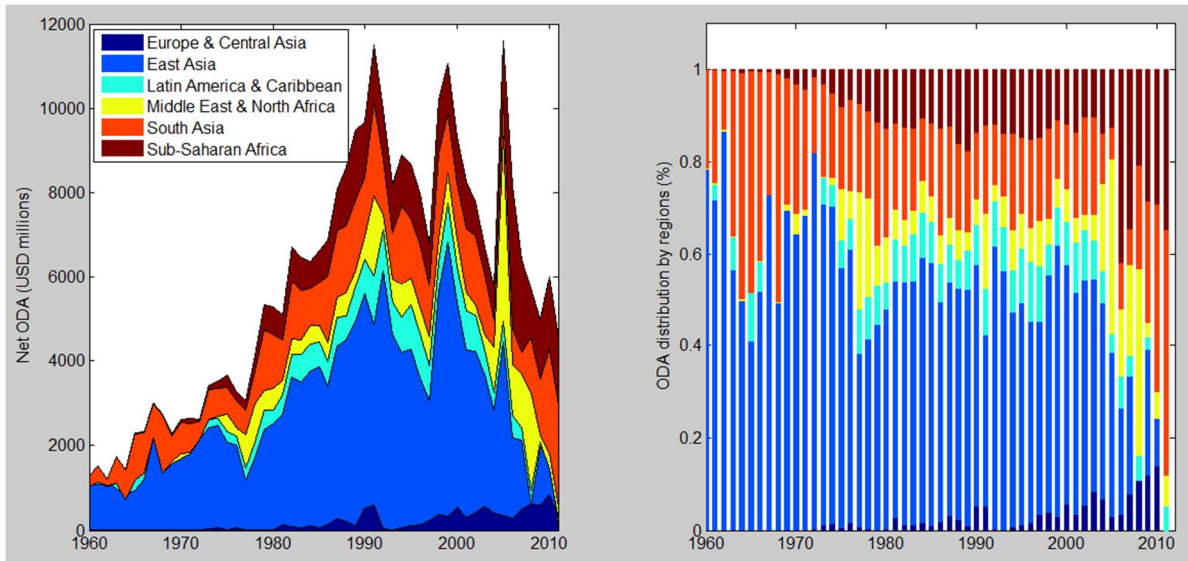 Net ODA (USD millions)
12000
10000
8000
6000
4000
2000
0
Europe & Central Asia
East Asia
Latin America & Caribbean
Middle East & North Africa
South Asia
Sub-Saharan Africa
1960 1970 1980 1990 2000 2010
ODA distribution by regions (%)
1
0.8
0.6
0.4
0.2
0
1960 1970 1980 1990 2000 2010